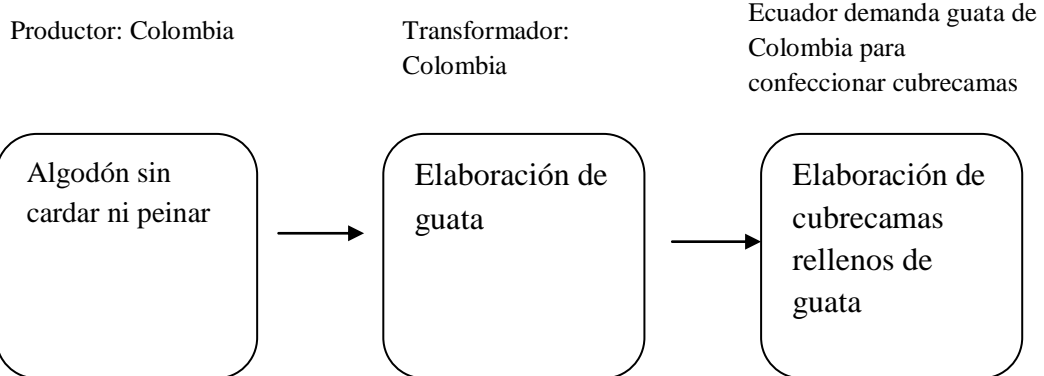 Productor: Colombia
Transformador:
Colombia
Ecuador demanda guata de
Colombia para
confeccionar cubrecamas
Algodón sin
cardar ni peinar
Elaboración de
guata
Elaboración de
cubrecamas
rellenos de
guata